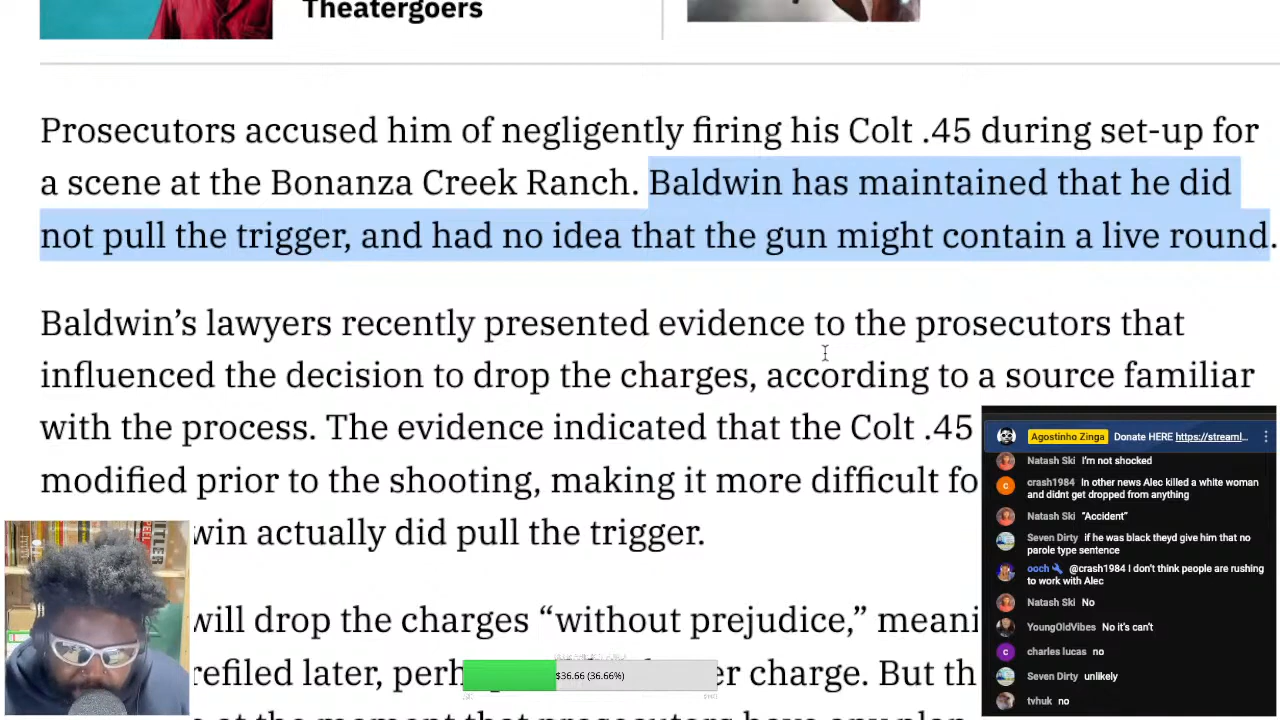 Theatergoers
Prosecutors accused him of negligently firing his Colt .45 during set-up for
a scene at the Bonanza Creek Ranch. Baldwin has maintained that he did
not pull the trigger, and had no idea that the gun might contain a live round.
Baldwin’s lawyers recently presented evidence to the prosecutors that
influenced the decision to drop the charges, according to a source familiar
with the process. The evidence indicated that the Colt .45
modified prior to the shooting, making it more difficult fo
win actually did pull the trigger.
will drop the charges “without prejudice,” meani
refiled later, perh er charge. But th
at the moment that prosecutors have any plan
$36.66 (36.66%)
Agostinho Zinga Donate HERE https://streaml...
Natash Ski I'm not shocked
crash1984 In other news Alec killed a white woman
and didnt get dropped from anything
Natash Ski “Accident”
Seven Dirty if he was black theyd give him that no
parole type sentence
ooch @crash1984 I don't think people are rushing
to work with Alec
Natash Ski No
YoungOldVibes No it's can't
charles lucas no
Seven Dirty unlikely
tvhuk no